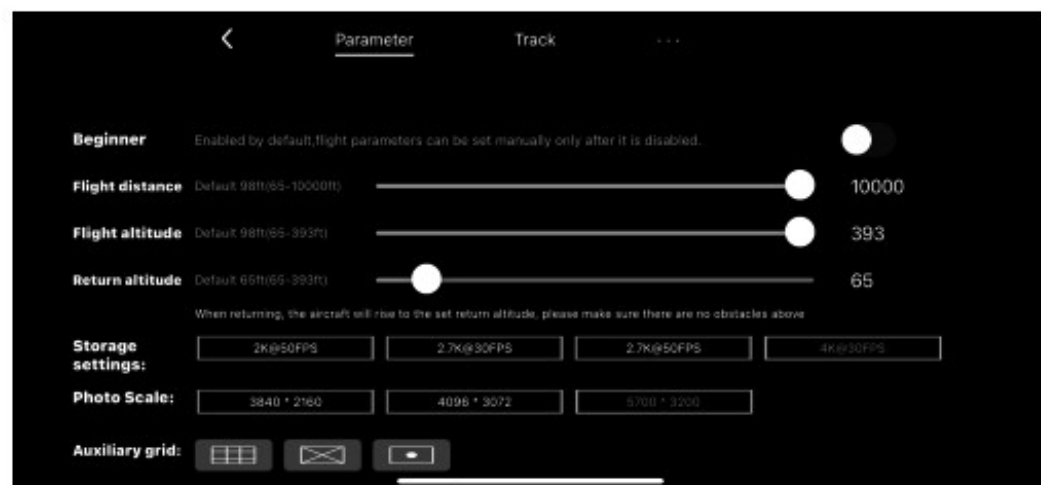 Parameter Track ...
Beginner Enabled by default,flight parameters can be set manually only after it is disabled.
Flight distance Default 98ft(65-10000ft) 10000
Flight altitude Default 98ft(65-393ft) 393
Return altitude Default 65ft(65-393ft) 65
When returning, the aircraft will rise to the set return altitude, please make sure there are no obstacles above
Storage settings: 2K@50FPS 2.7K@30FPS 2.7K@50FPS 4K@30FPS
Photo Scale: 3840 * 2160 4096 * 3072 5700 * 3200
Auxiliary grid: